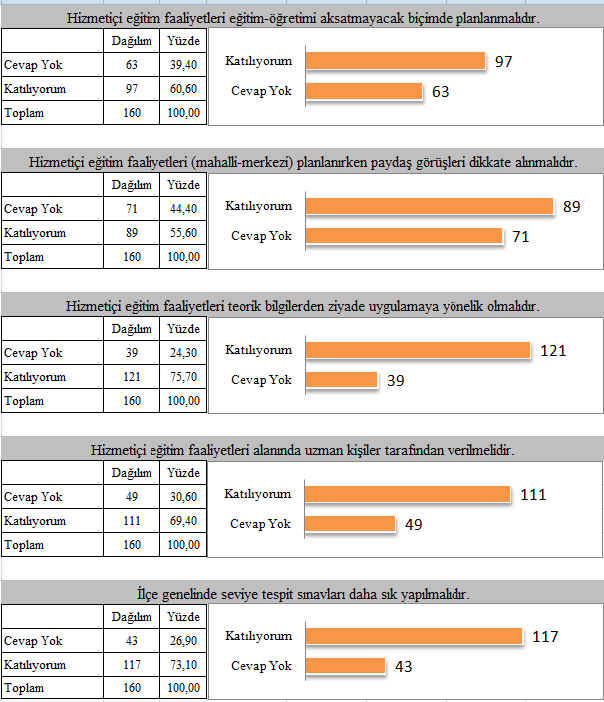 Hizmetiçi eğitim faaliyetleri eğitim-öğretimi aksatmayacak biçimde planlanmalıdır.
Dağılım Yüzde
Cevap Yok 63 39,40
Katılıyorum 97 60,60
Toplam 160 100,00
Katılıyorum 97
Cevap Yok 63
Hizmetiçi eğitim faaliyetleri (mahalli-merkezi) planlanırken paydaş görüşleri dikkate alınmalıdır.
Dağılım Yüzde
Cevap Yok 71 44,40
Katılıyorum 89 55,60
Toplam 160 100,00
Katılıyorum 89
Cevap Yok 71
Hizmetiçi eğitim faaliyetleri teorik bilgilerden ziyade uygulamaya yönelik olmalıdır.
Dağılım Yüzde
Cevap Yok 39 24,30
Katılıyorum 121 75,70
Toplam 160 100,00
Katılıyorum 121
Cevap Yok 39
Hizmetiçi eğitim faaliyetleri alanında uzman kişiler tarafından verilmelidir.
Dağılım Yüzde
Cevap Yok 49 30,60
Katılıyorum 111 69,40
Toplam 160 100,00
Katılıyorum 111
Cevap Yok 49
İlçe genelinde seviye tespit sınavları daha sık yapılmalıdır.
Dağılım Yüzde
Cevap Yok 43 26,90
Katılıyorum 117 73,10
Toplam 160 100,00
Katılıyorum 117
Cevap Yok 43